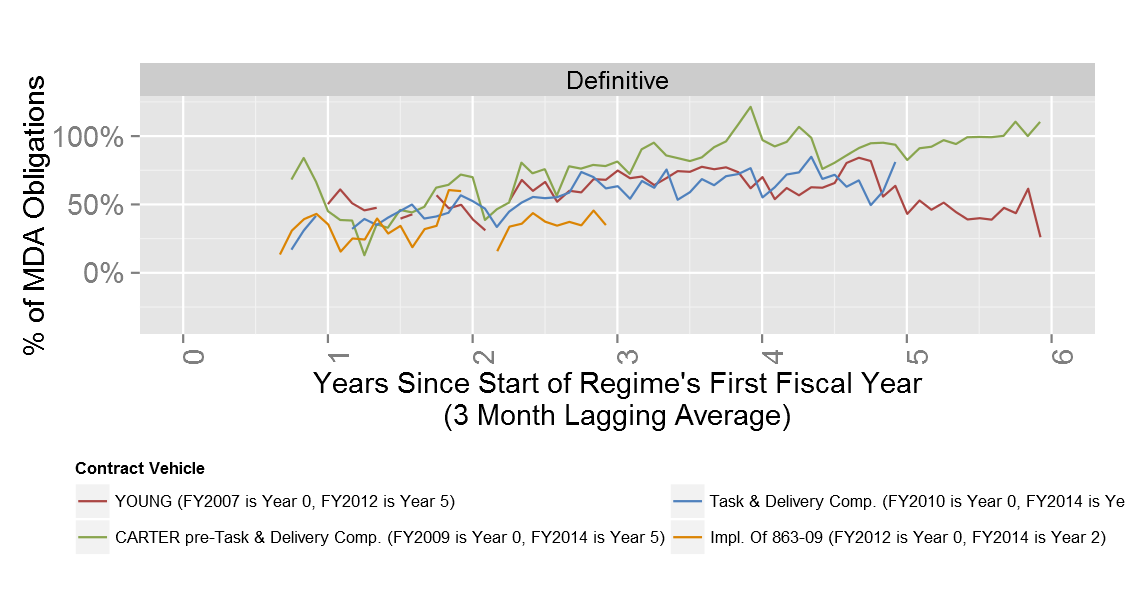 Definitive
% of MDA Obligations
100%
50%
0%
0 1 2 3 4 5 6
Years Since Start of Regime's First Fiscal Year
(3 Month Lagging Average)
Contract Vehicle
YOUNG (FY2007 is Year 0, FY2012 is Year 5)
Task & Delivery Comp. (FY2010 is Year 0, FY2014 is Ye
CARTER pre-Task & Delivery Comp. (FY2009 is Year 0, FY2014 is Year 5)
Impl. Of 863-09 (FY2012 is Year 0, FY2014 is Year 2)